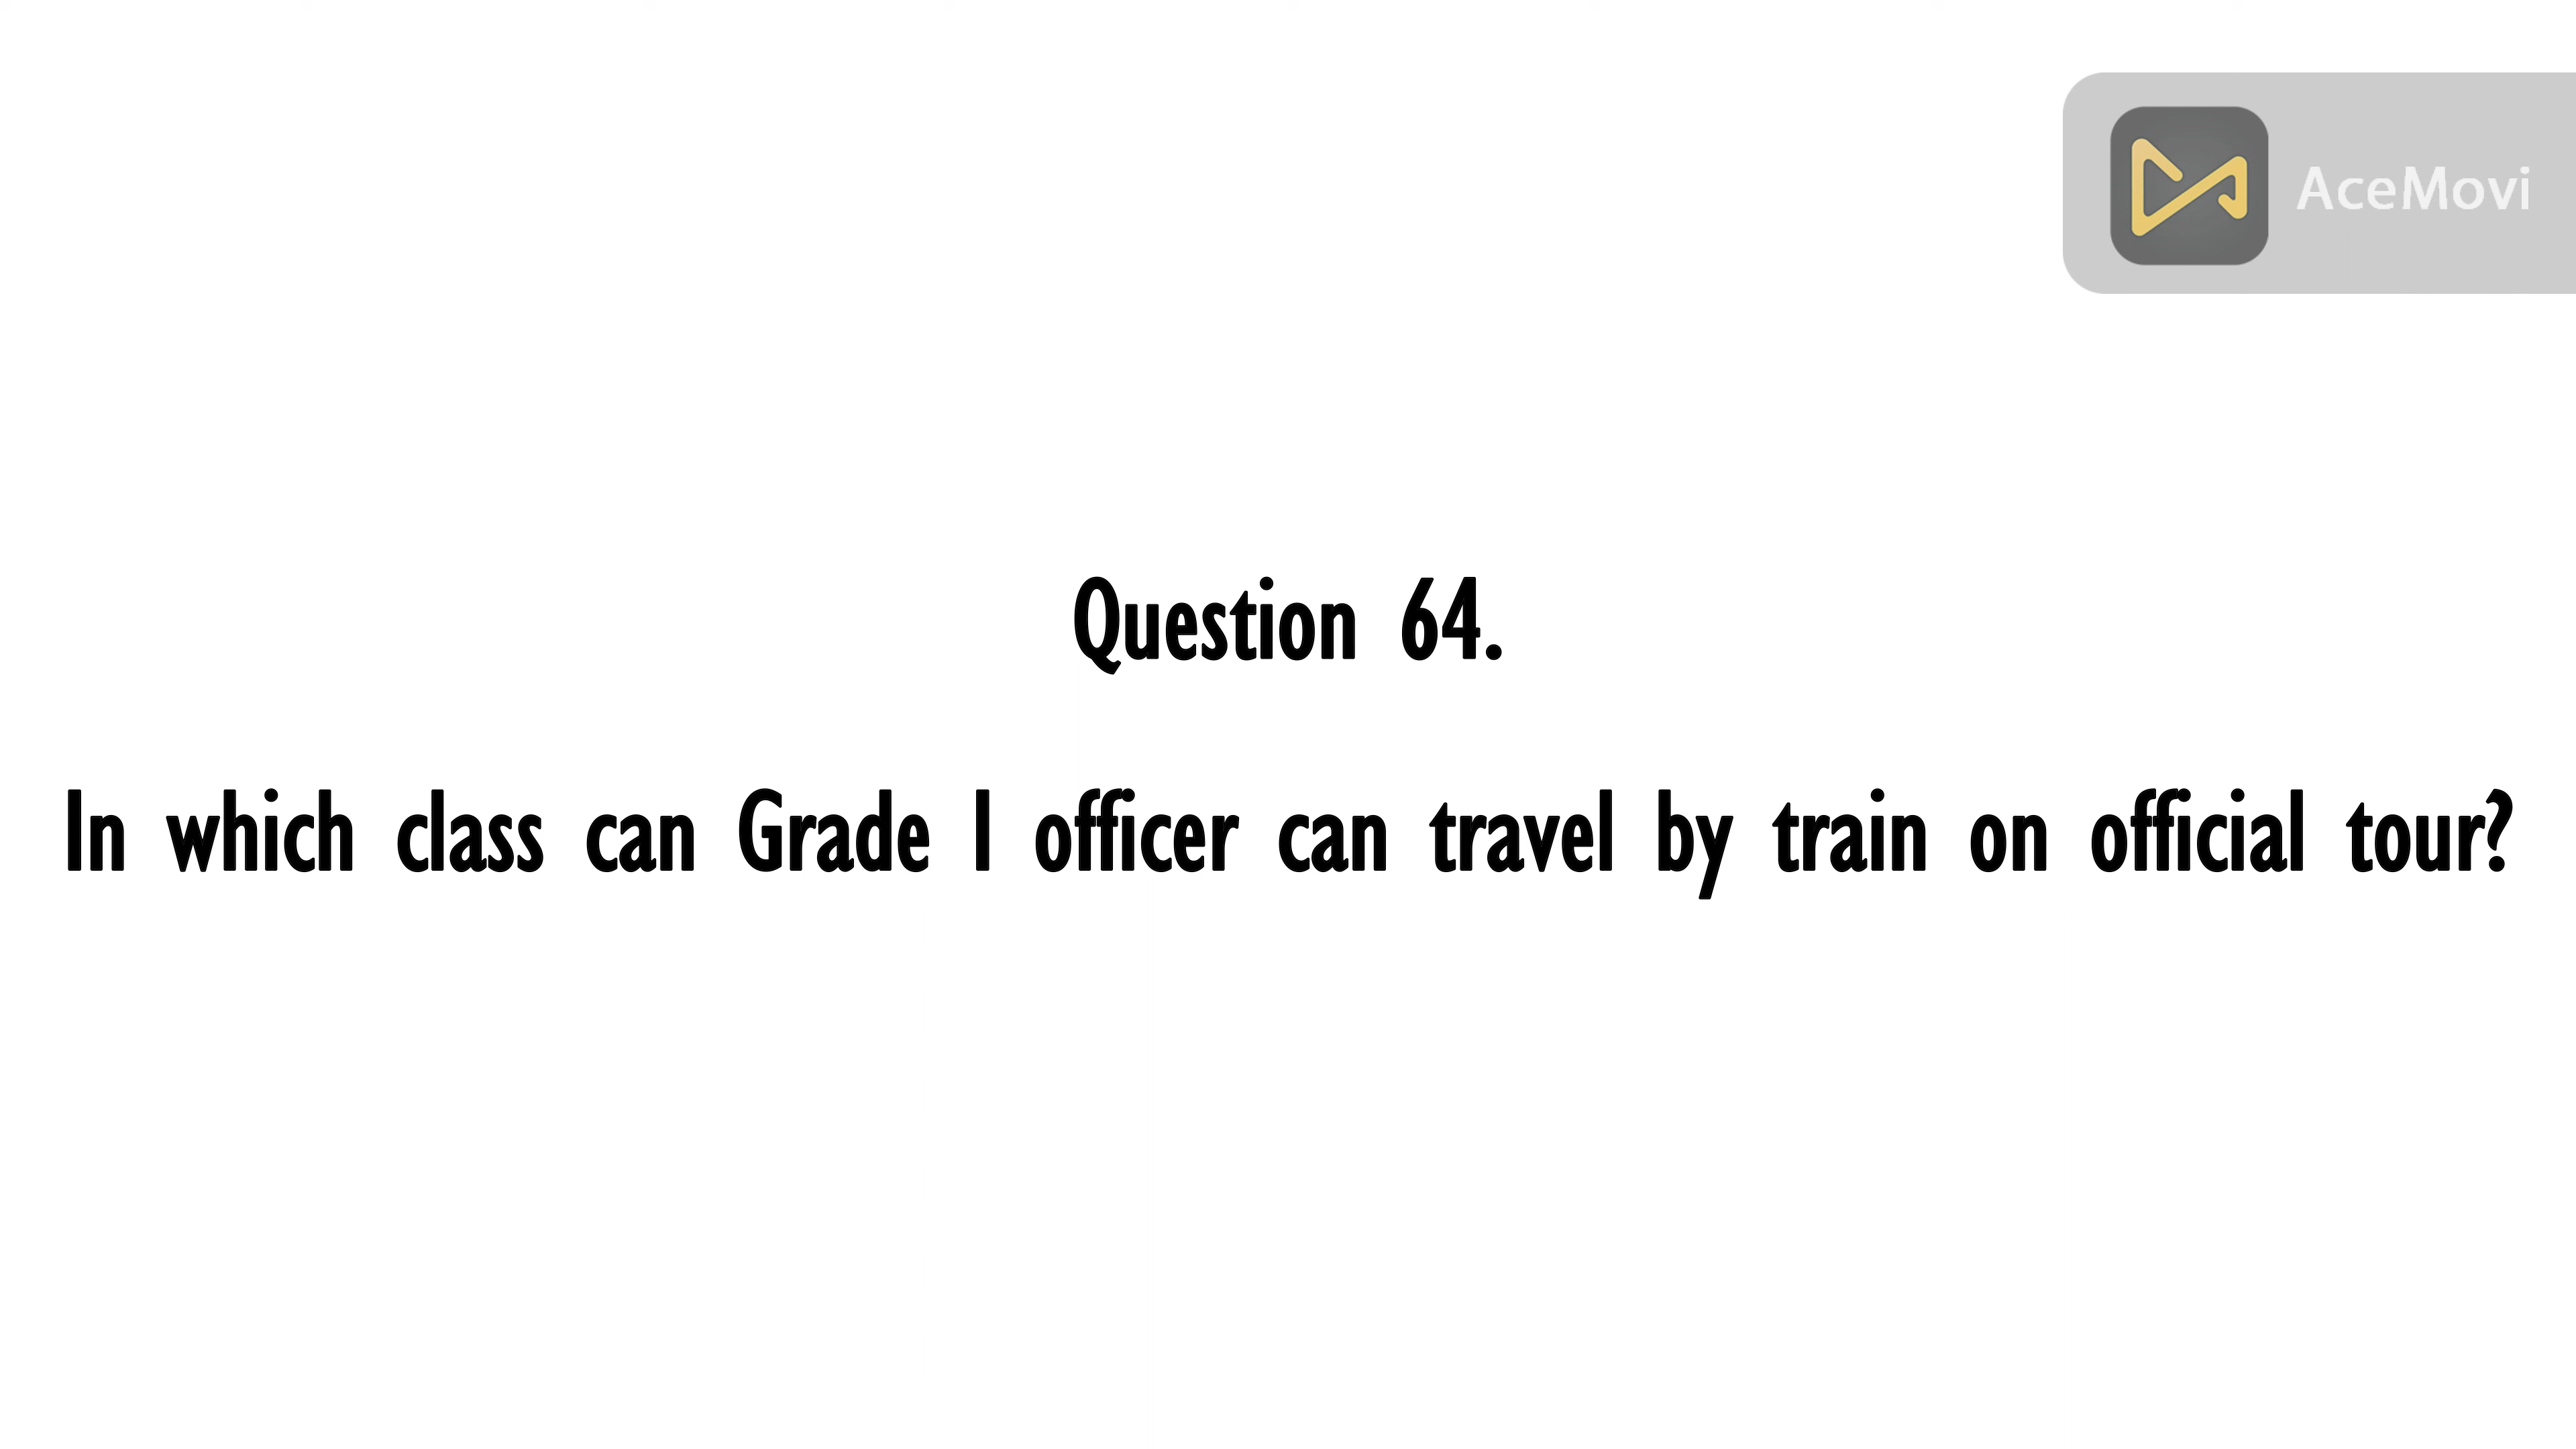 AceMovi
Question 64.
In which class can Grade I officer can travel by train on official tour?